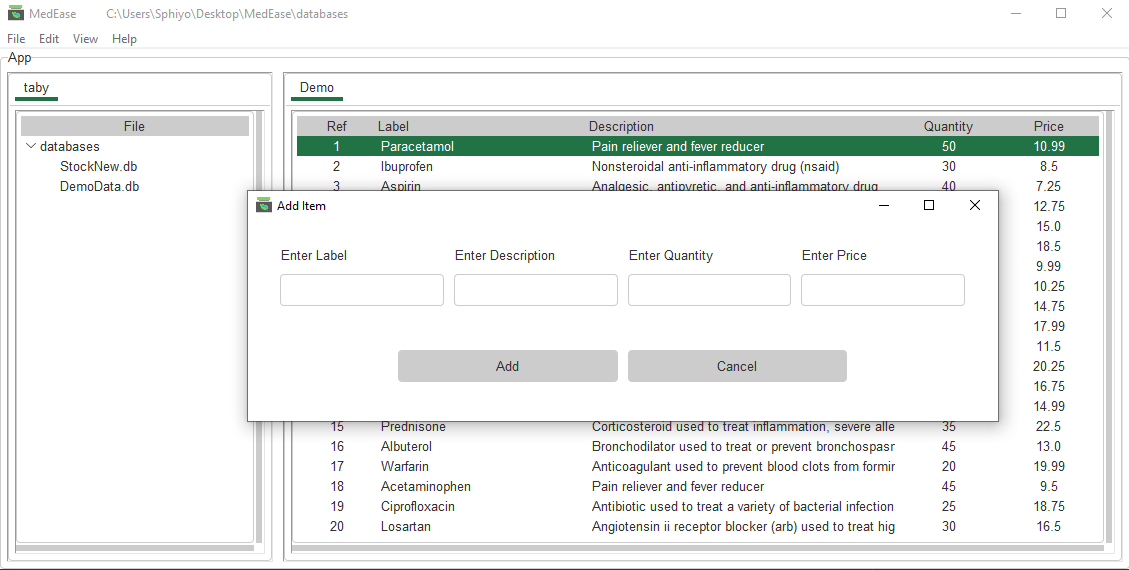 MedEase C:\Users\Sphiyo\Desktop\MedEase\databases
File Edit View Help
App
taby
File
databases
StockNew.db
DemoData.db
Demo
Ref Label Description Quantity Price
1 Paracetamol Pain reliever and fever reducer 50 10.99
2 Ibuprofen Nonsteroidal anti-inflammatory drug (nsaid) 30 8.5
3 Aspirin Analgesic, antipyretic, and anti-inflammatory drug 40 7.25
12.75
15.0
18.5
9.99
10.25
14.75
17.99
11.5
20.25
16.75
14.99
15 Prednisone Corticosteroid used to treat inflammation, severe alle 35 22.5
16 Albuterol Bronchodilator used to treat or prevent bronchospasr 45 13.0
17 Warfarin Anticoagulant used to prevent blood clots from formir 20 19.99
18 Acetaminophen Pain reliever and fever reducer 45 9.5
19 Ciprofloxacin Antibiotic used to treat a variety of bacterial infection 25 18.75
20 Losartan Angiotensin ii receptor blocker (arb) used to treat hig 30 16.5
Add Item
Enter Label Enter Description Enter Quantity Enter Price
Add Cancel